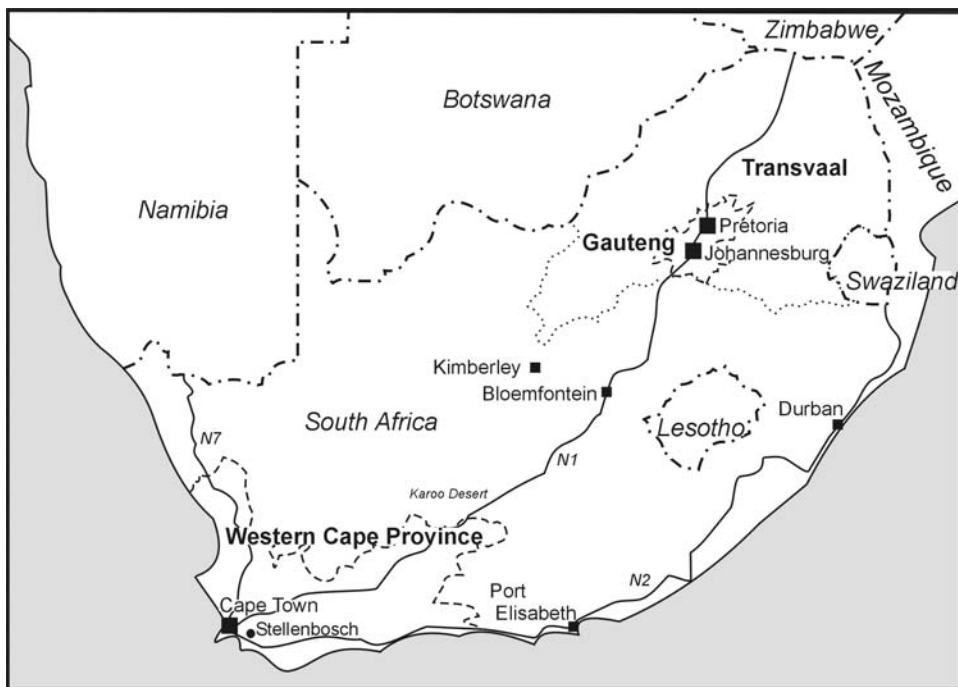 Zimbabwe
Mozambique
Botswana
Transvaal
Namibia
Pretoria
Gauteng
Johannesburg
Swaziland
Kimberley
Bloemfontein
Durban
South Africa
Lesotho
N7
N1
Karoo Desert
Western Cape Province
N2
Port
Elisabeth
Cape Town
Stellenbosch